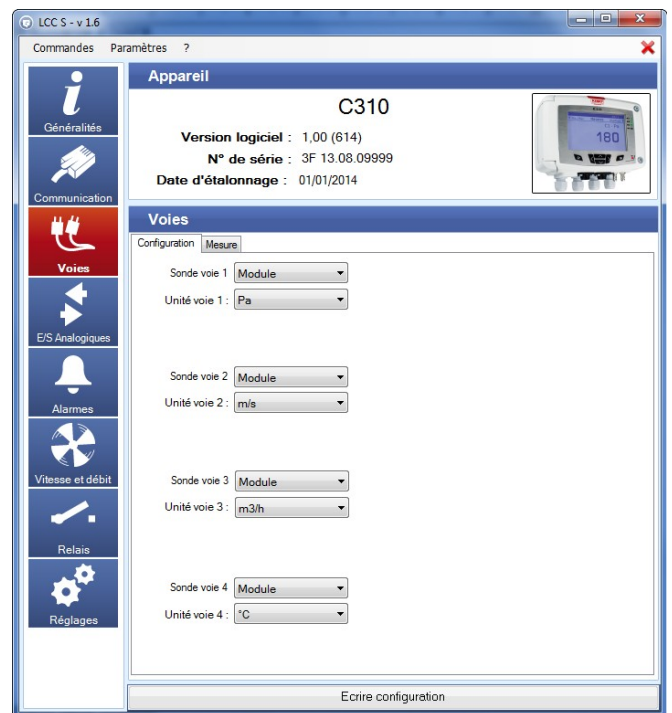 LCC S - v 1.6
Commandes Paramètres ?
Généralités
Communication
Voies
E/S Analogiques
Alarmes
Vitesse et débit
Relais
Réglages
Appareil
C310
Version logiciel : 1,00 (614)
N° de série : 3F 13.08.09999
Date d'étalonnage : 01/01/2014
180
Voies
Configuration Mesure
Sonde voie 1 Module
Unité voie 1 : Pa
Sonde voie 2 Module
Unité voie 2 : m/s
Sonde voie 3 Module
Unité voie 3 : m3/h
Sonde voie 4 Module
Unité voie 4 : °C
Ecrire configuration